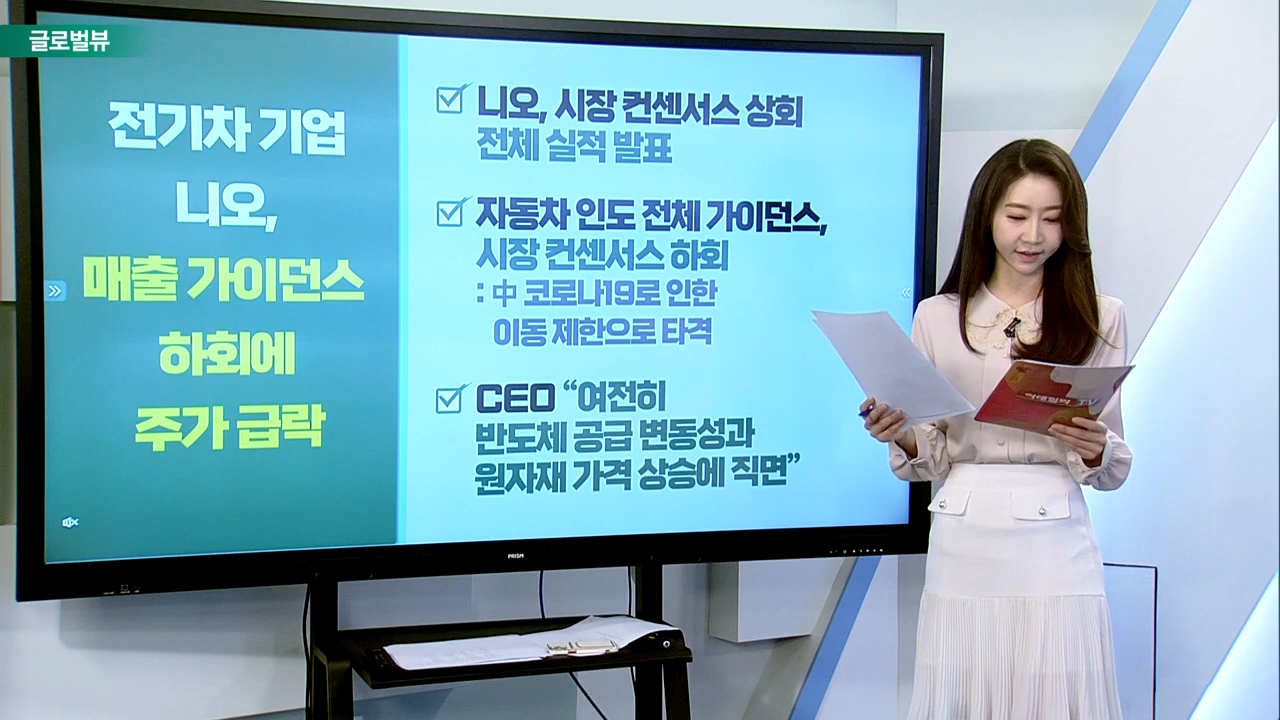 글로벌뷰
전기차 기업
니오,
매출 가이던스
하회에
주가 급락
니오, 시장 컨센서스 상회
전체 실적 발표
자동차 인도 전체 가이던스,
시장 컨센서스 하회
: 中 코로나19로 인한
이동 제한으로 타격
CEO “여전히
반도체 공급 변동성과
원자재 가격 상승에 직면”
PRISM
이데일리 TV